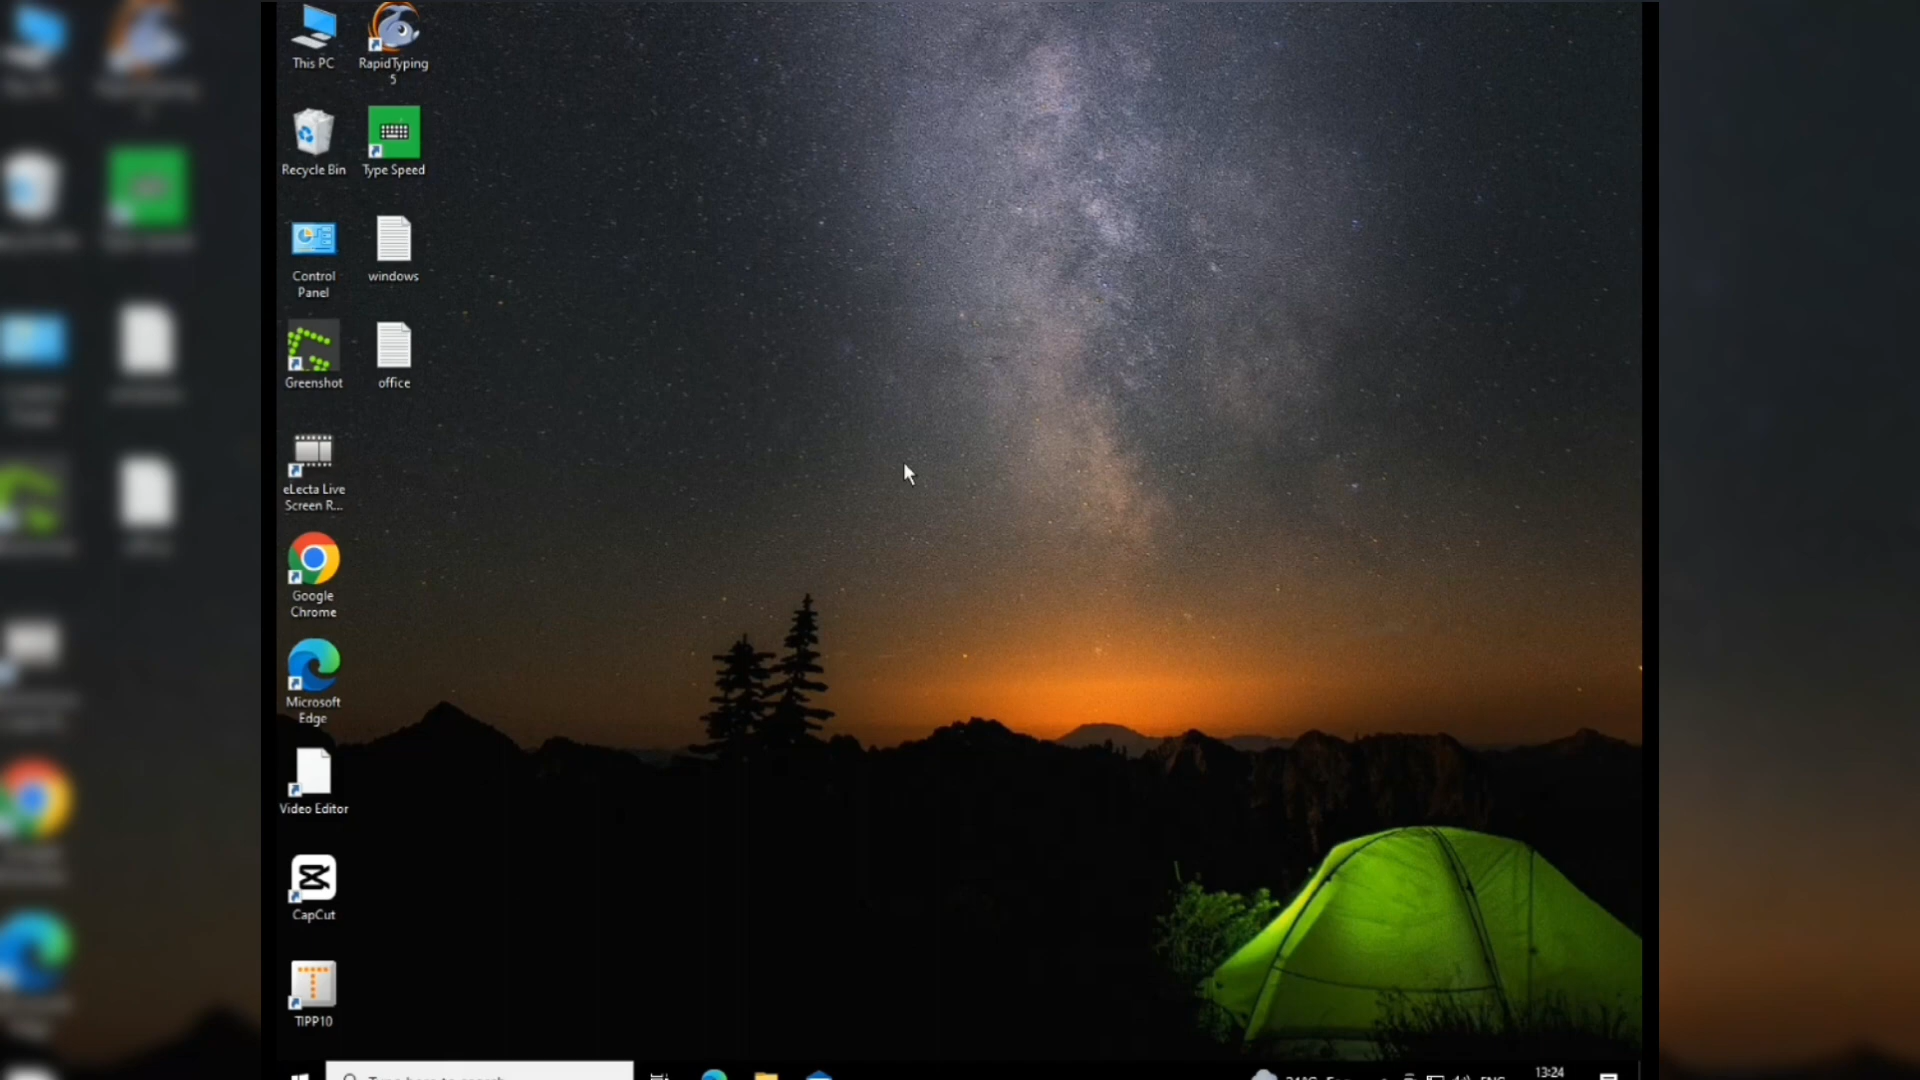 This PC
RapidTyping
5
Recycle Bin
Type Speed
Control
Panel
windows
Greenshot
office
eLecta Live
Screen R...
Google
Chrome
Microsoft
Edge
Video Editor
CapCut
TIPP10
13:24